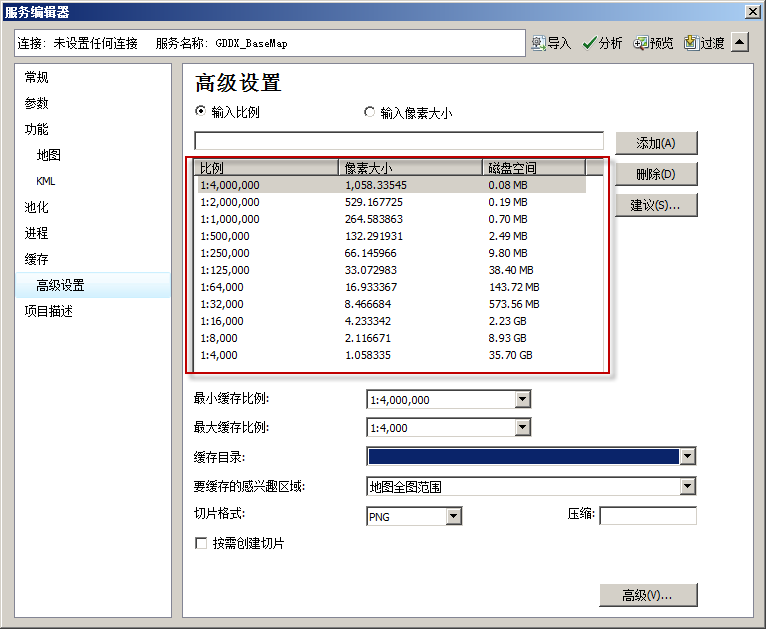 服务编辑器
连接: 未设置任何连接 服务名称: GDDX_BaseMap
导入 分析 预览 过渡
常规
参数
功能
地图
KML
池化
进程
缓存
高级设置
项目描述
高级设置
输入比例 输入像素大小
添加(A)
删除(D)
建议(S)...
比例 像素大小 磁盘空间
1:4,000,000 1,058.33545 0.08 MB
1:2,000,000 529.167725 0.19 MB
1:1,000,000 264.583863 0.70 MB
1:500,000 132.291931 2.49 MB
1:250,000 66.145966 9.80 MB
1:125,000 33.072983 38.40 MB
1:64,000 16.933367 143.72 MB
1:32,000 8.466684 573.56 MB
1:16,000 4.233342 2.23 GB
1:8,000 2.116671 8.93 GB
1:4,000 1.058335 35.70 GB
最小缓存比例: 1:4,000,000
最大缓存比例: 1:4,000
缓存目录:
要缓存的感兴趣区域: 地图全图范围
切片格式: PNG 压缩:
按需创建切片
高级(V)...